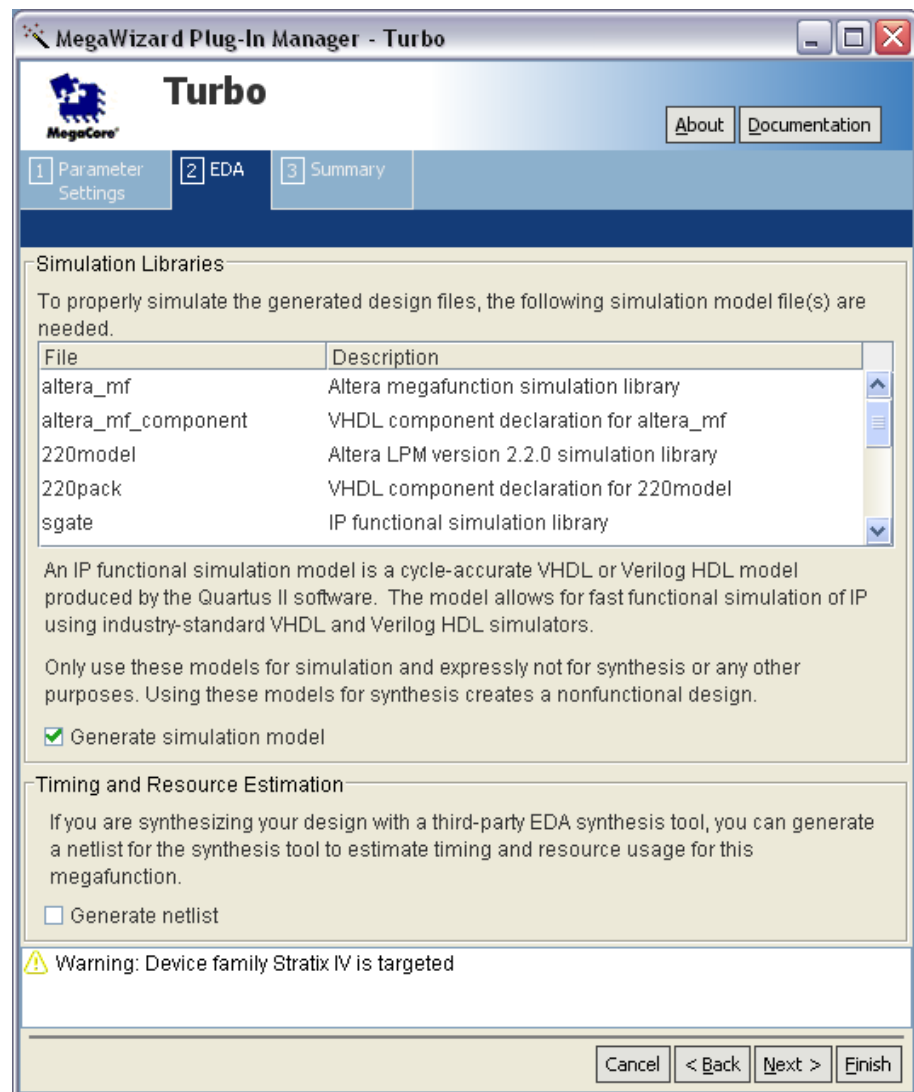 MegaWizard Plug-In Manager - Turbo
MegaCore®
Turbo
About
Documentation
1 Parameter
Settings
2 EDA
3 Summary
Simulation Libraries
To properly simulate the generated design files, the following simulation model file(s) are
needed.
File Description
altera_mf Altera megafunction simulation library
altera_mf_component VHDL component declaration for altera_mf
220model Altera LPM version 2.2.0 simulation library
220pack VHDL component declaration for 220model
sgate IP functional simulation library
An IP functional simulation model is a cycle-accurate VHDL or Verilog HDL model
produced by the Quartus II software. The model allows for fast functional simulation of IP
using industry-standard VHDL and Verilog HDL simulators.
Only use these models for simulation and expressly not for synthesis or any other
purposes. Using these models for synthesis creates a nonfunctional design.
Generate simulation model
Timing and Resource Estimation
If you are synthesizing your design with a third-party EDA synthesis tool, you can generate
a netlist for the synthesis tool to estimate timing and resource usage for this
megafunction.
Generate netlist
Warning: Device family Stratix IV is targeted
Cancel < Back Next > Finish